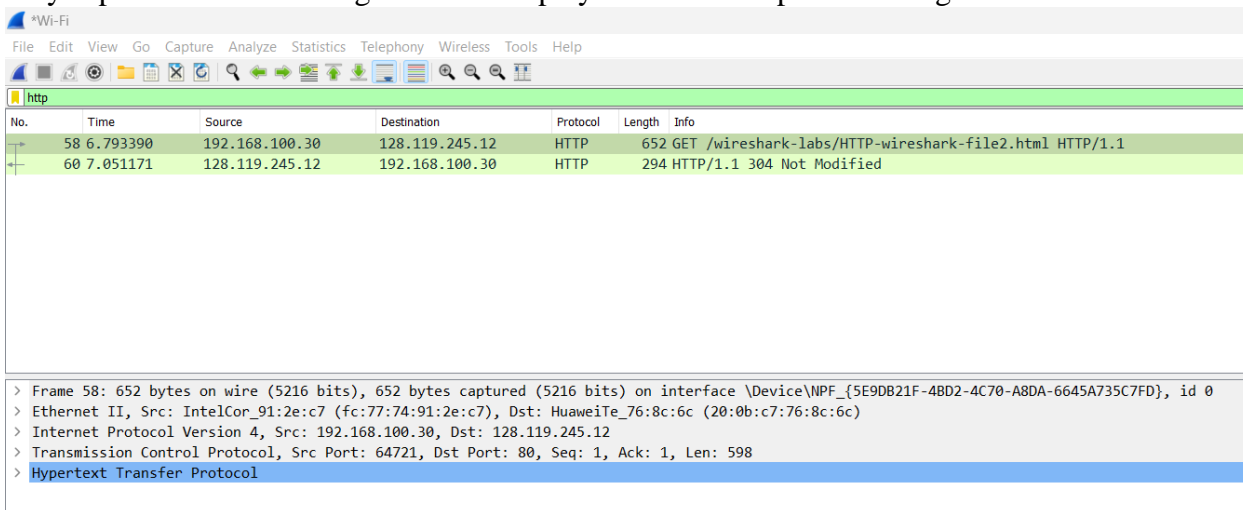 *Wi-Fi
File Edit View Go Capture Analyze Statistics Telephony Wireless Tools Help
http
No. Time Source Destination Protocol Length Info
58 6.793390 192.168.100.30 128.119.245.12 HTTP 652 GET /wireshark-labs/HTTP-wireshark-file2.html HTTP/1.1
60 7.051171 128.119.245.12 192.168.100.30 HTTP 294 HTTP/1.1 304 Not Modified
> Frame 58: 652 bytes on wire (5216 bits), 652 bytes captured (5216 bits) on interface \Device\NPF_{5E9DB21F-4BD2-4C70-A8DA-6645A735C7FD}, id 0
> Ethernet II, Src: IntelCor_91:2e:c7 (fc:77:74:91:2e:c7), Dst: HuaweiTe_76:8c:6c (20:0b:c7:76:8c:6c)
> Internet Protocol Version 4, Src: 192.168.100.30, Dst: 128.119.245.12
> Transmission Control Protocol, Src Port: 64721, Dst Port: 80, Seq: 1, Ack: 1, Len: 598
> Hypertext Transfer Protocol